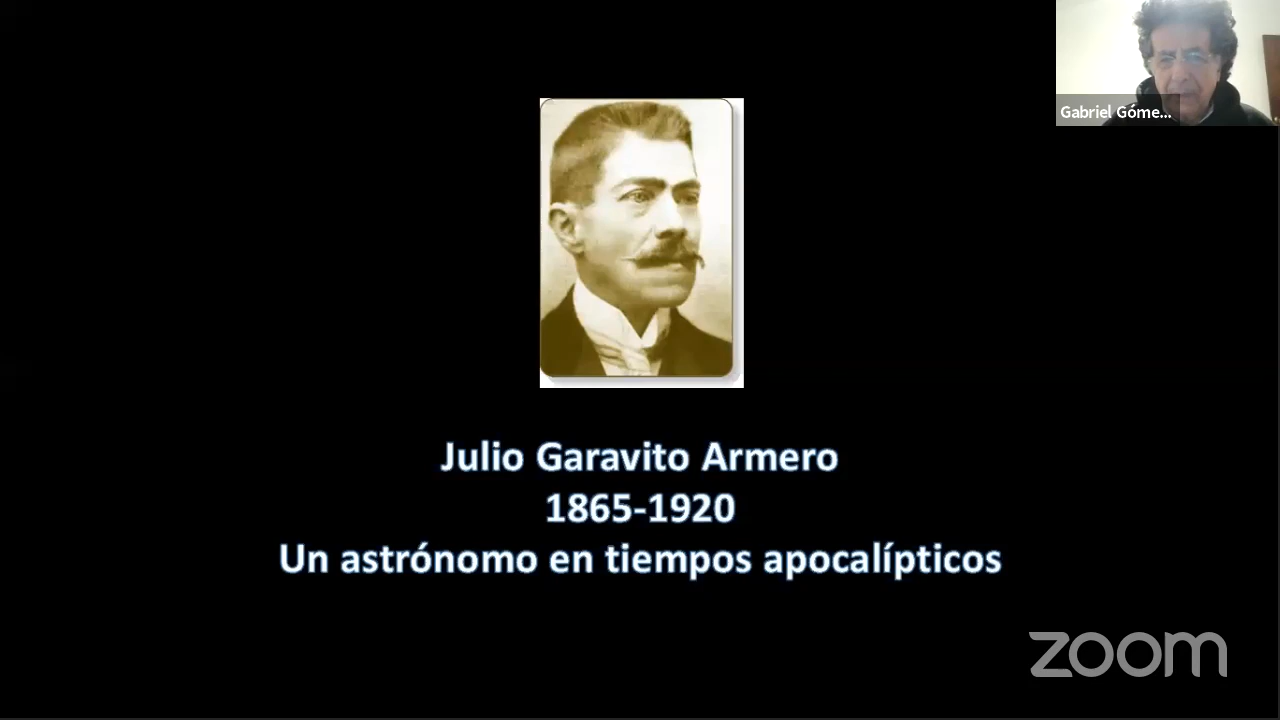 Gabriel Góme...
Julio Garavito Armero
1865-1920
Un astrónomo en tiempos apocalípticos
zoom